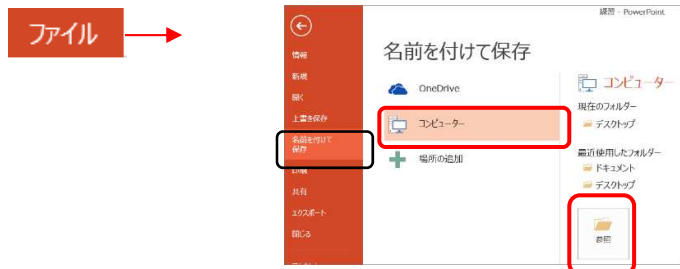 ファイル
練習 - PowerPoint
名前を付けて保存
情報
新規
開く
上書き保存
名前を付けて
保存
印刷
共有
エクスポート
閉じる
OneDrive
コンピューター
場所の追加
コンピューター
現在のフォルダー
デスクトップ
最近使用したフォルダー
ドキュメント
デスクトップ
参照